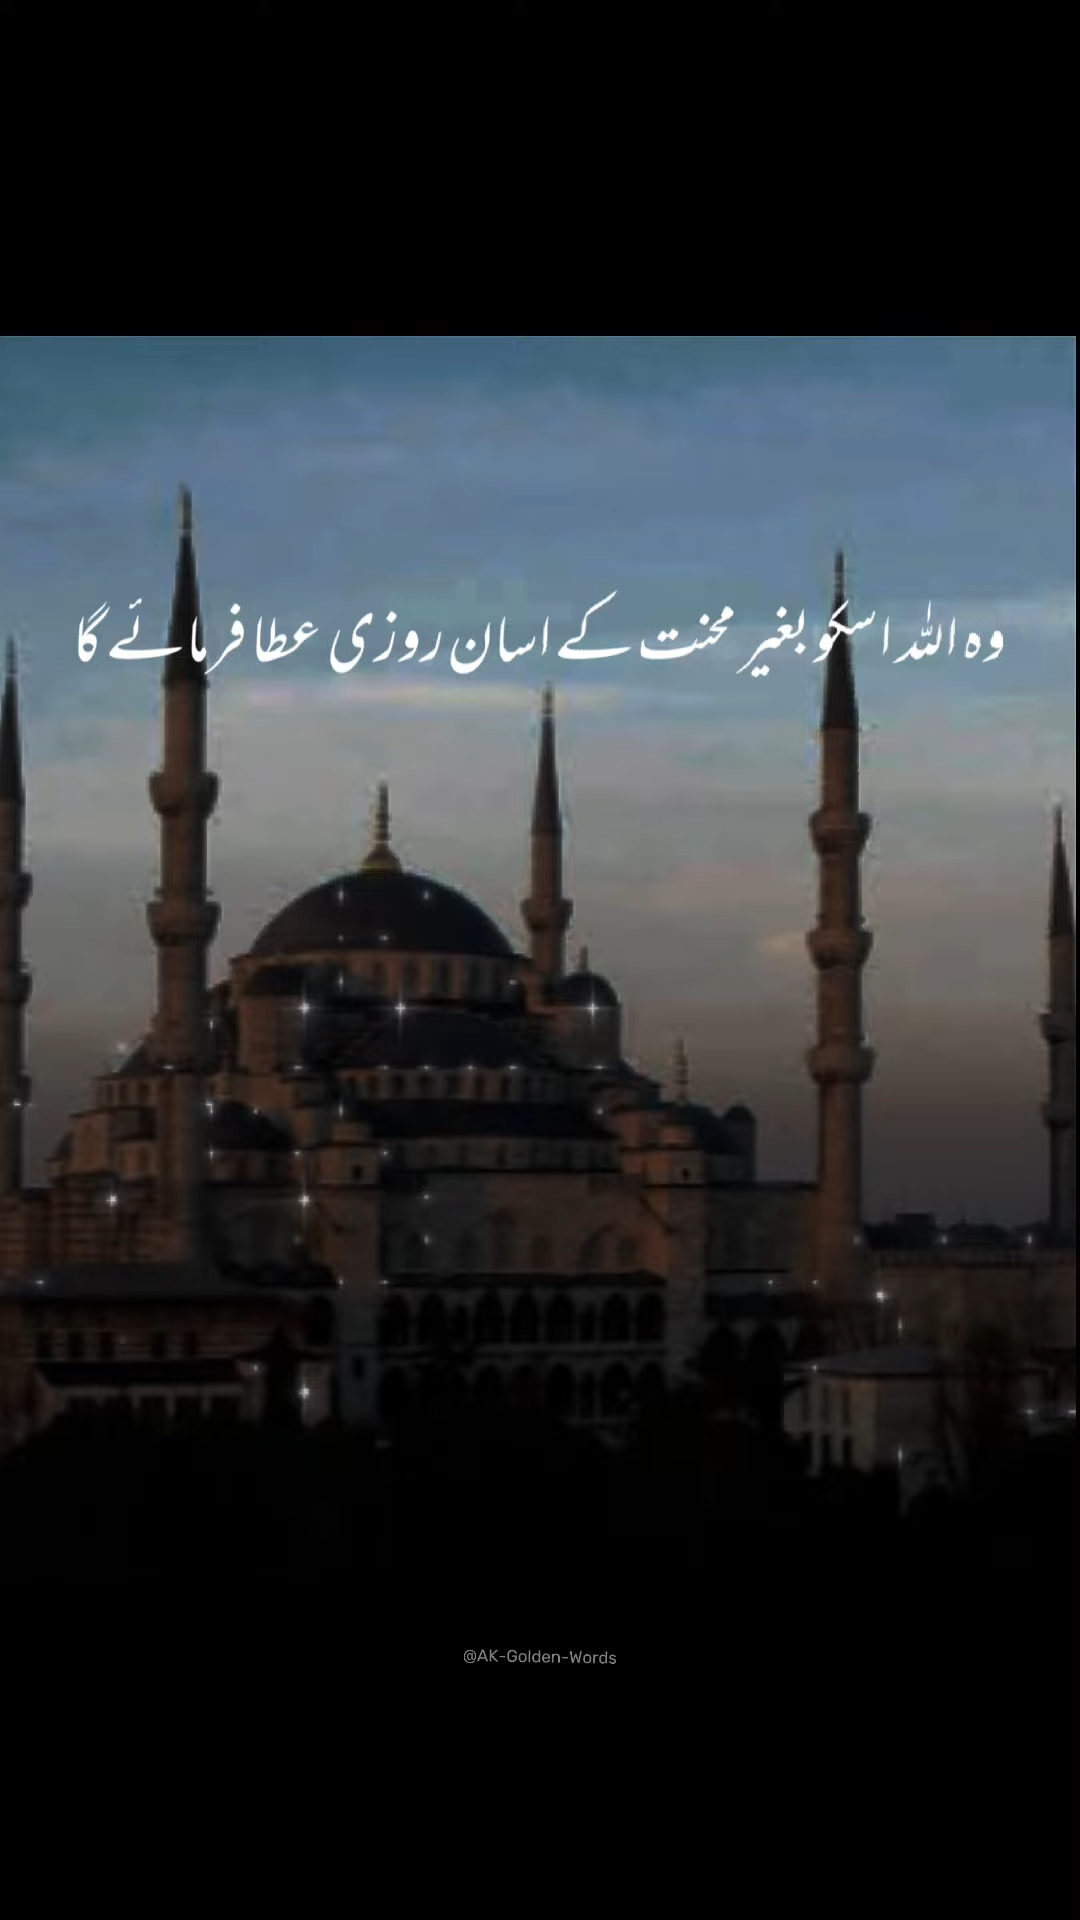 وہ اللہ اسکو بغیر محنت کے اسان روزی عطا فرمائے گا
@AK-Golden-Words